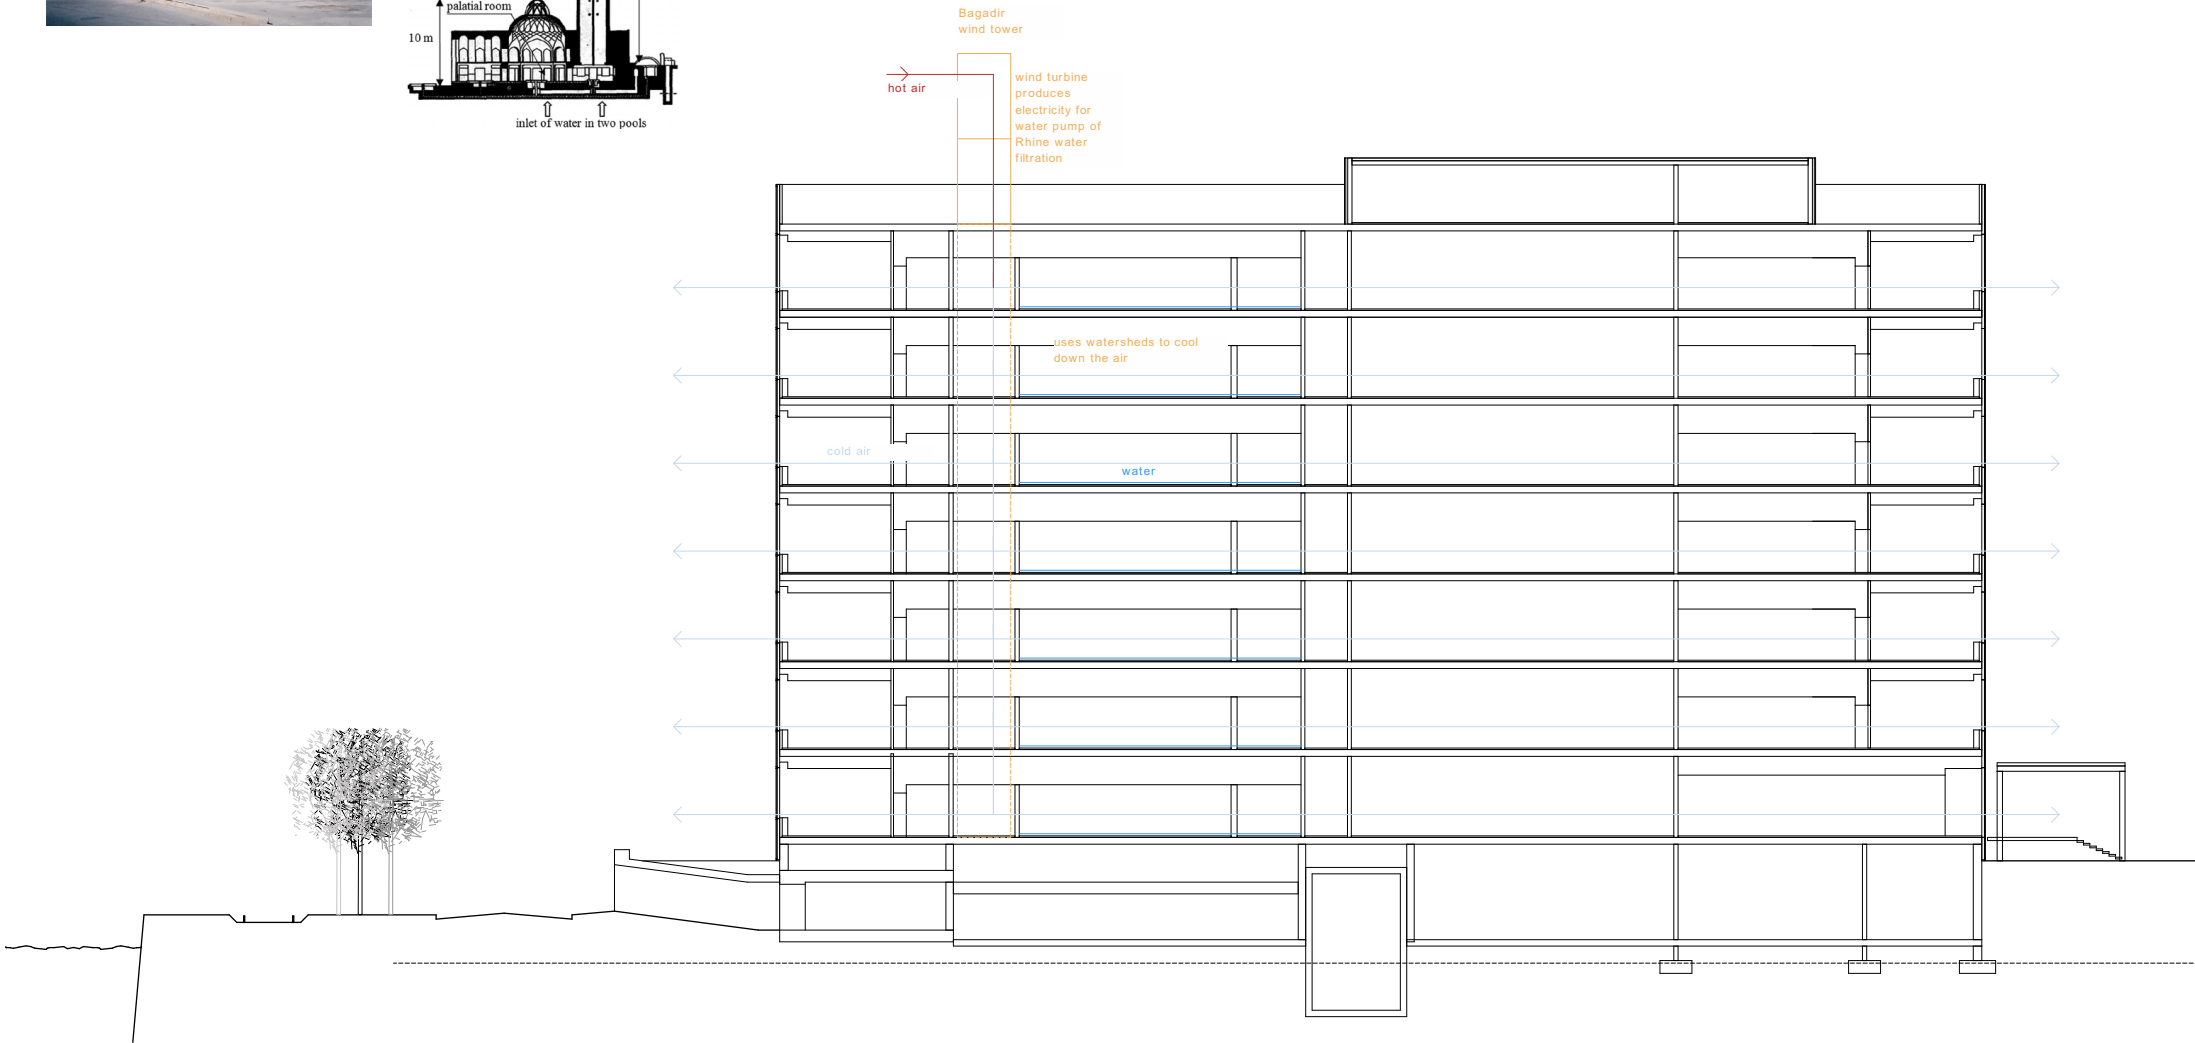 palatial room
10 m
inlet of water in two pools
Bagadir
wind tower
hot air
wind turbine
produces
electricity for
water pump of
Rhine water
filtration
uses watersheds to cool
down the air
cold air
water